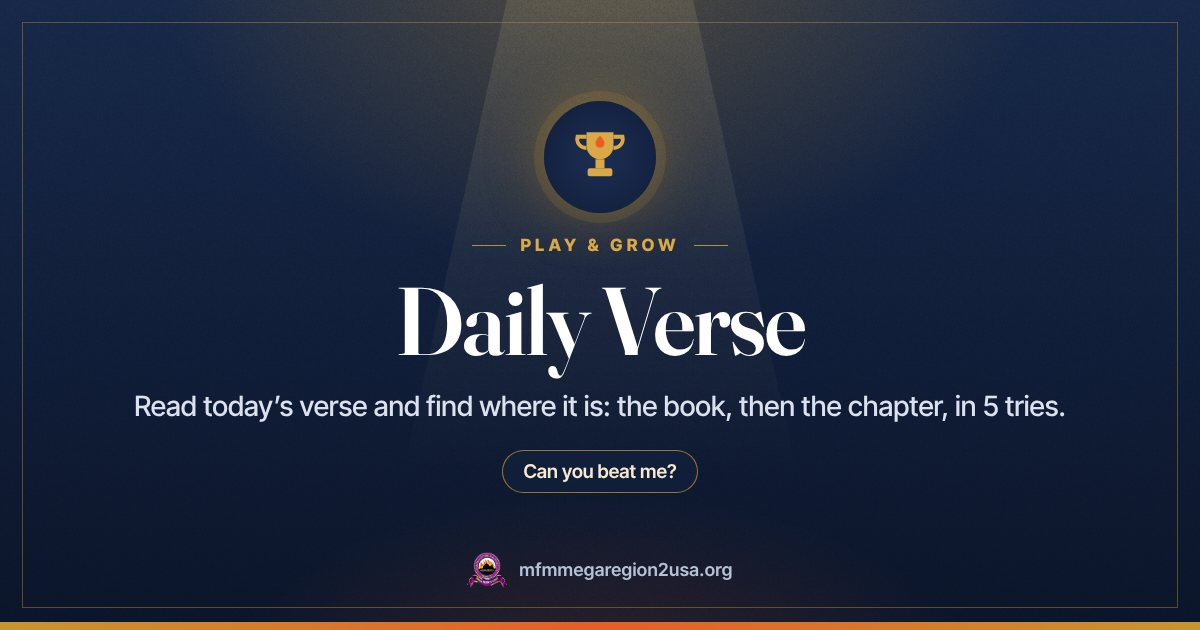 PLAY & GROW
Daily Verse
Read today’s verse and find where it is: the book, then the chapter, in 5 tries.
Can you beat me?
mfmmegaregion2usa.org